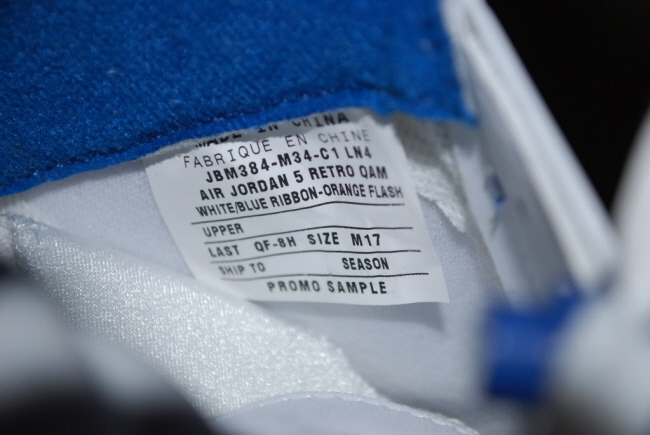 MADE IN CHINA
FABRIQUE EN CHINE
JBM384-M34-C1 LN4
AIR JORDAN 5 RETRO QAM
WHITE/BLUE RIBBON-ORANGE FLASH
UPPER
LAST QF-8H SIZE M17
SHIP TO SEASON
PROMO SAMPLE